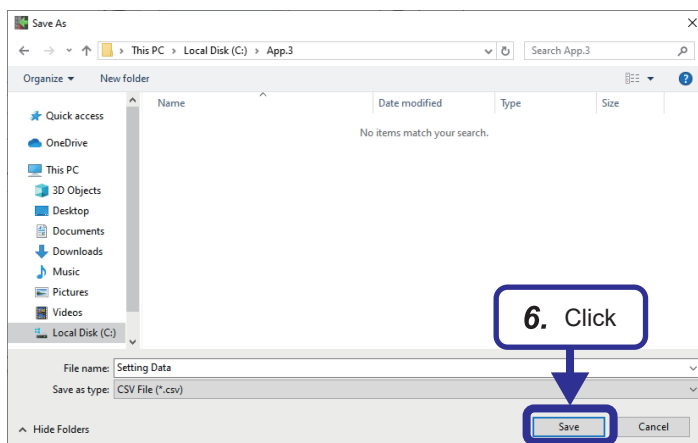 Save As
This PC > Local Disk (C:) > App.3
Search App.3
Organize
New folder
Name
Date modified
Type
Size
Quick access
No items match your search.
OneDrive
This PC
3D Objects
Desktop
Documents
Downloads
Music
Pictures
Videos
Local Disk (C:)
6. Click
File name: Setting Data
Save as type: CSV File (*.csv)
Hide Folders
Save
Cancel